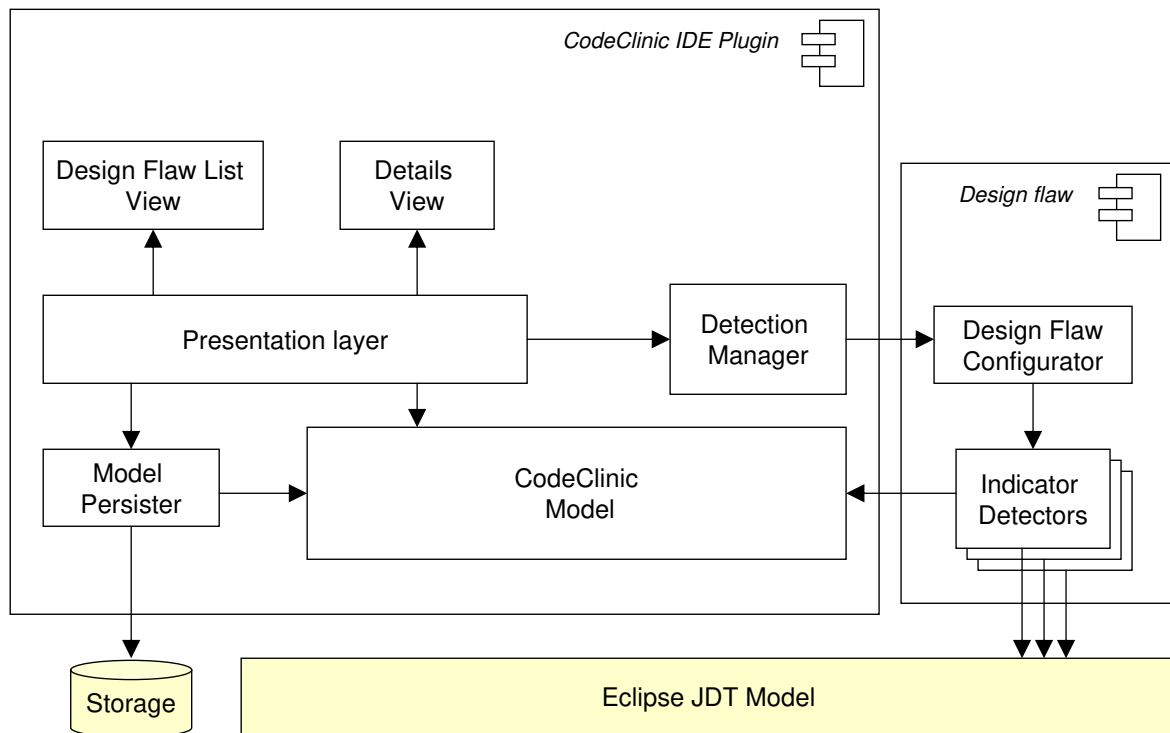 CodeClinic IDE Plugin
Design Flaw List
View
Details
View
Design flaw
Presentation layer
Detection
Manager
Design Flaw
Configurator
Model
Persister
CodeClinic
Model
Indicator
Detectors
Storage
Eclipse JDT Model